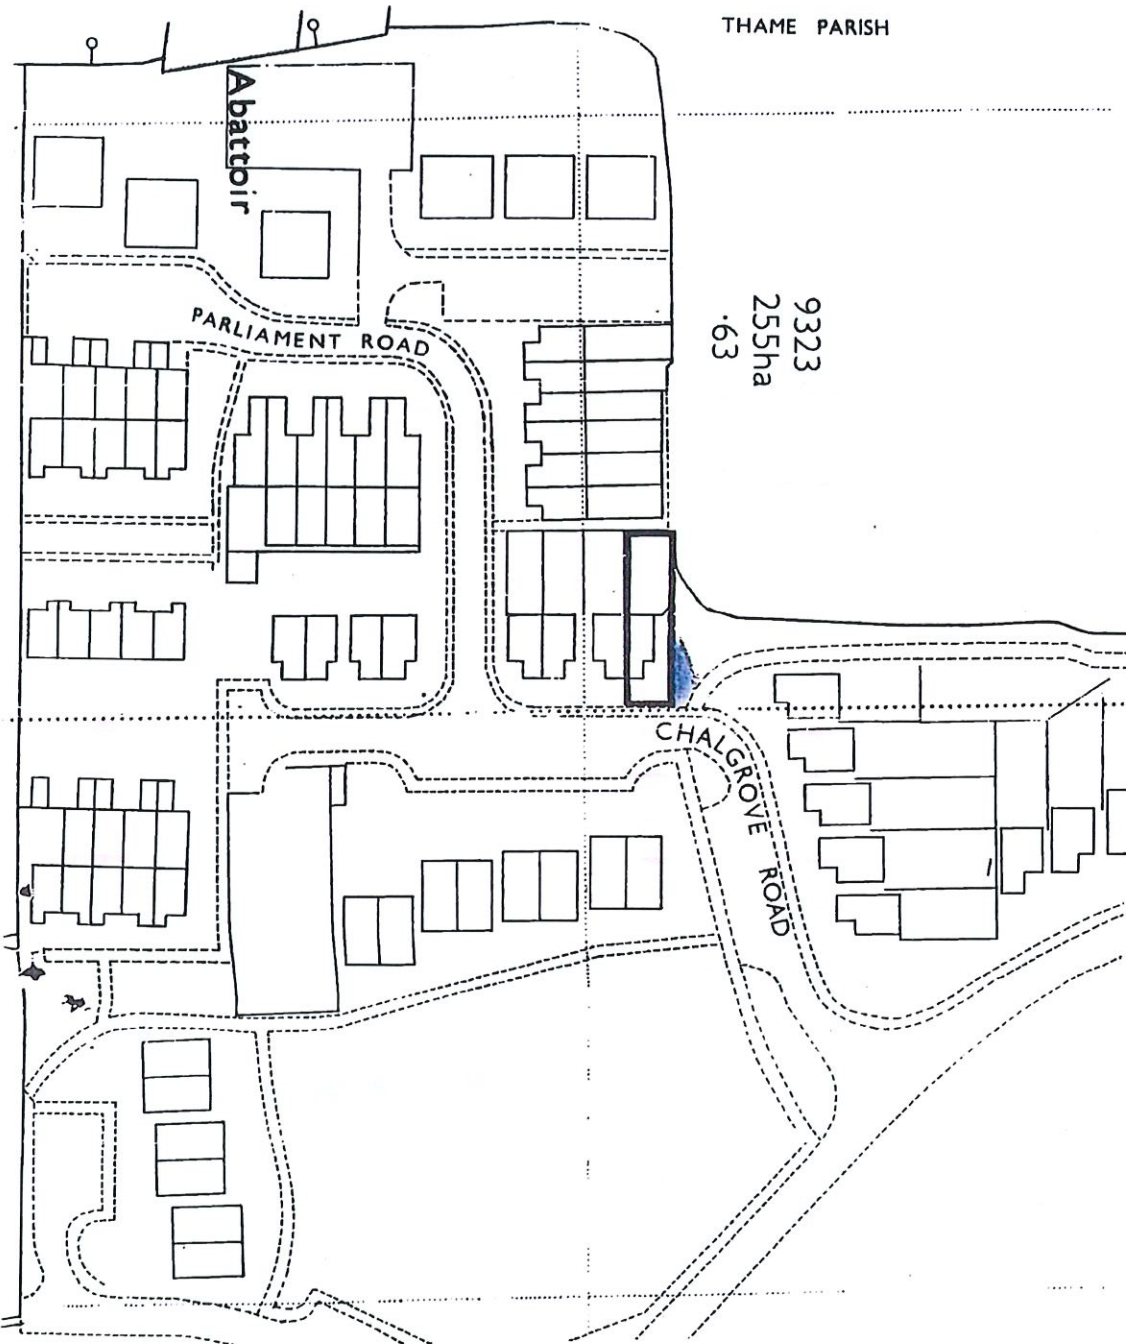 THAME PARISH
Abattoir
9323
255ha
·63
PARLIAMENT ROAD
CHALGROVE ROAD